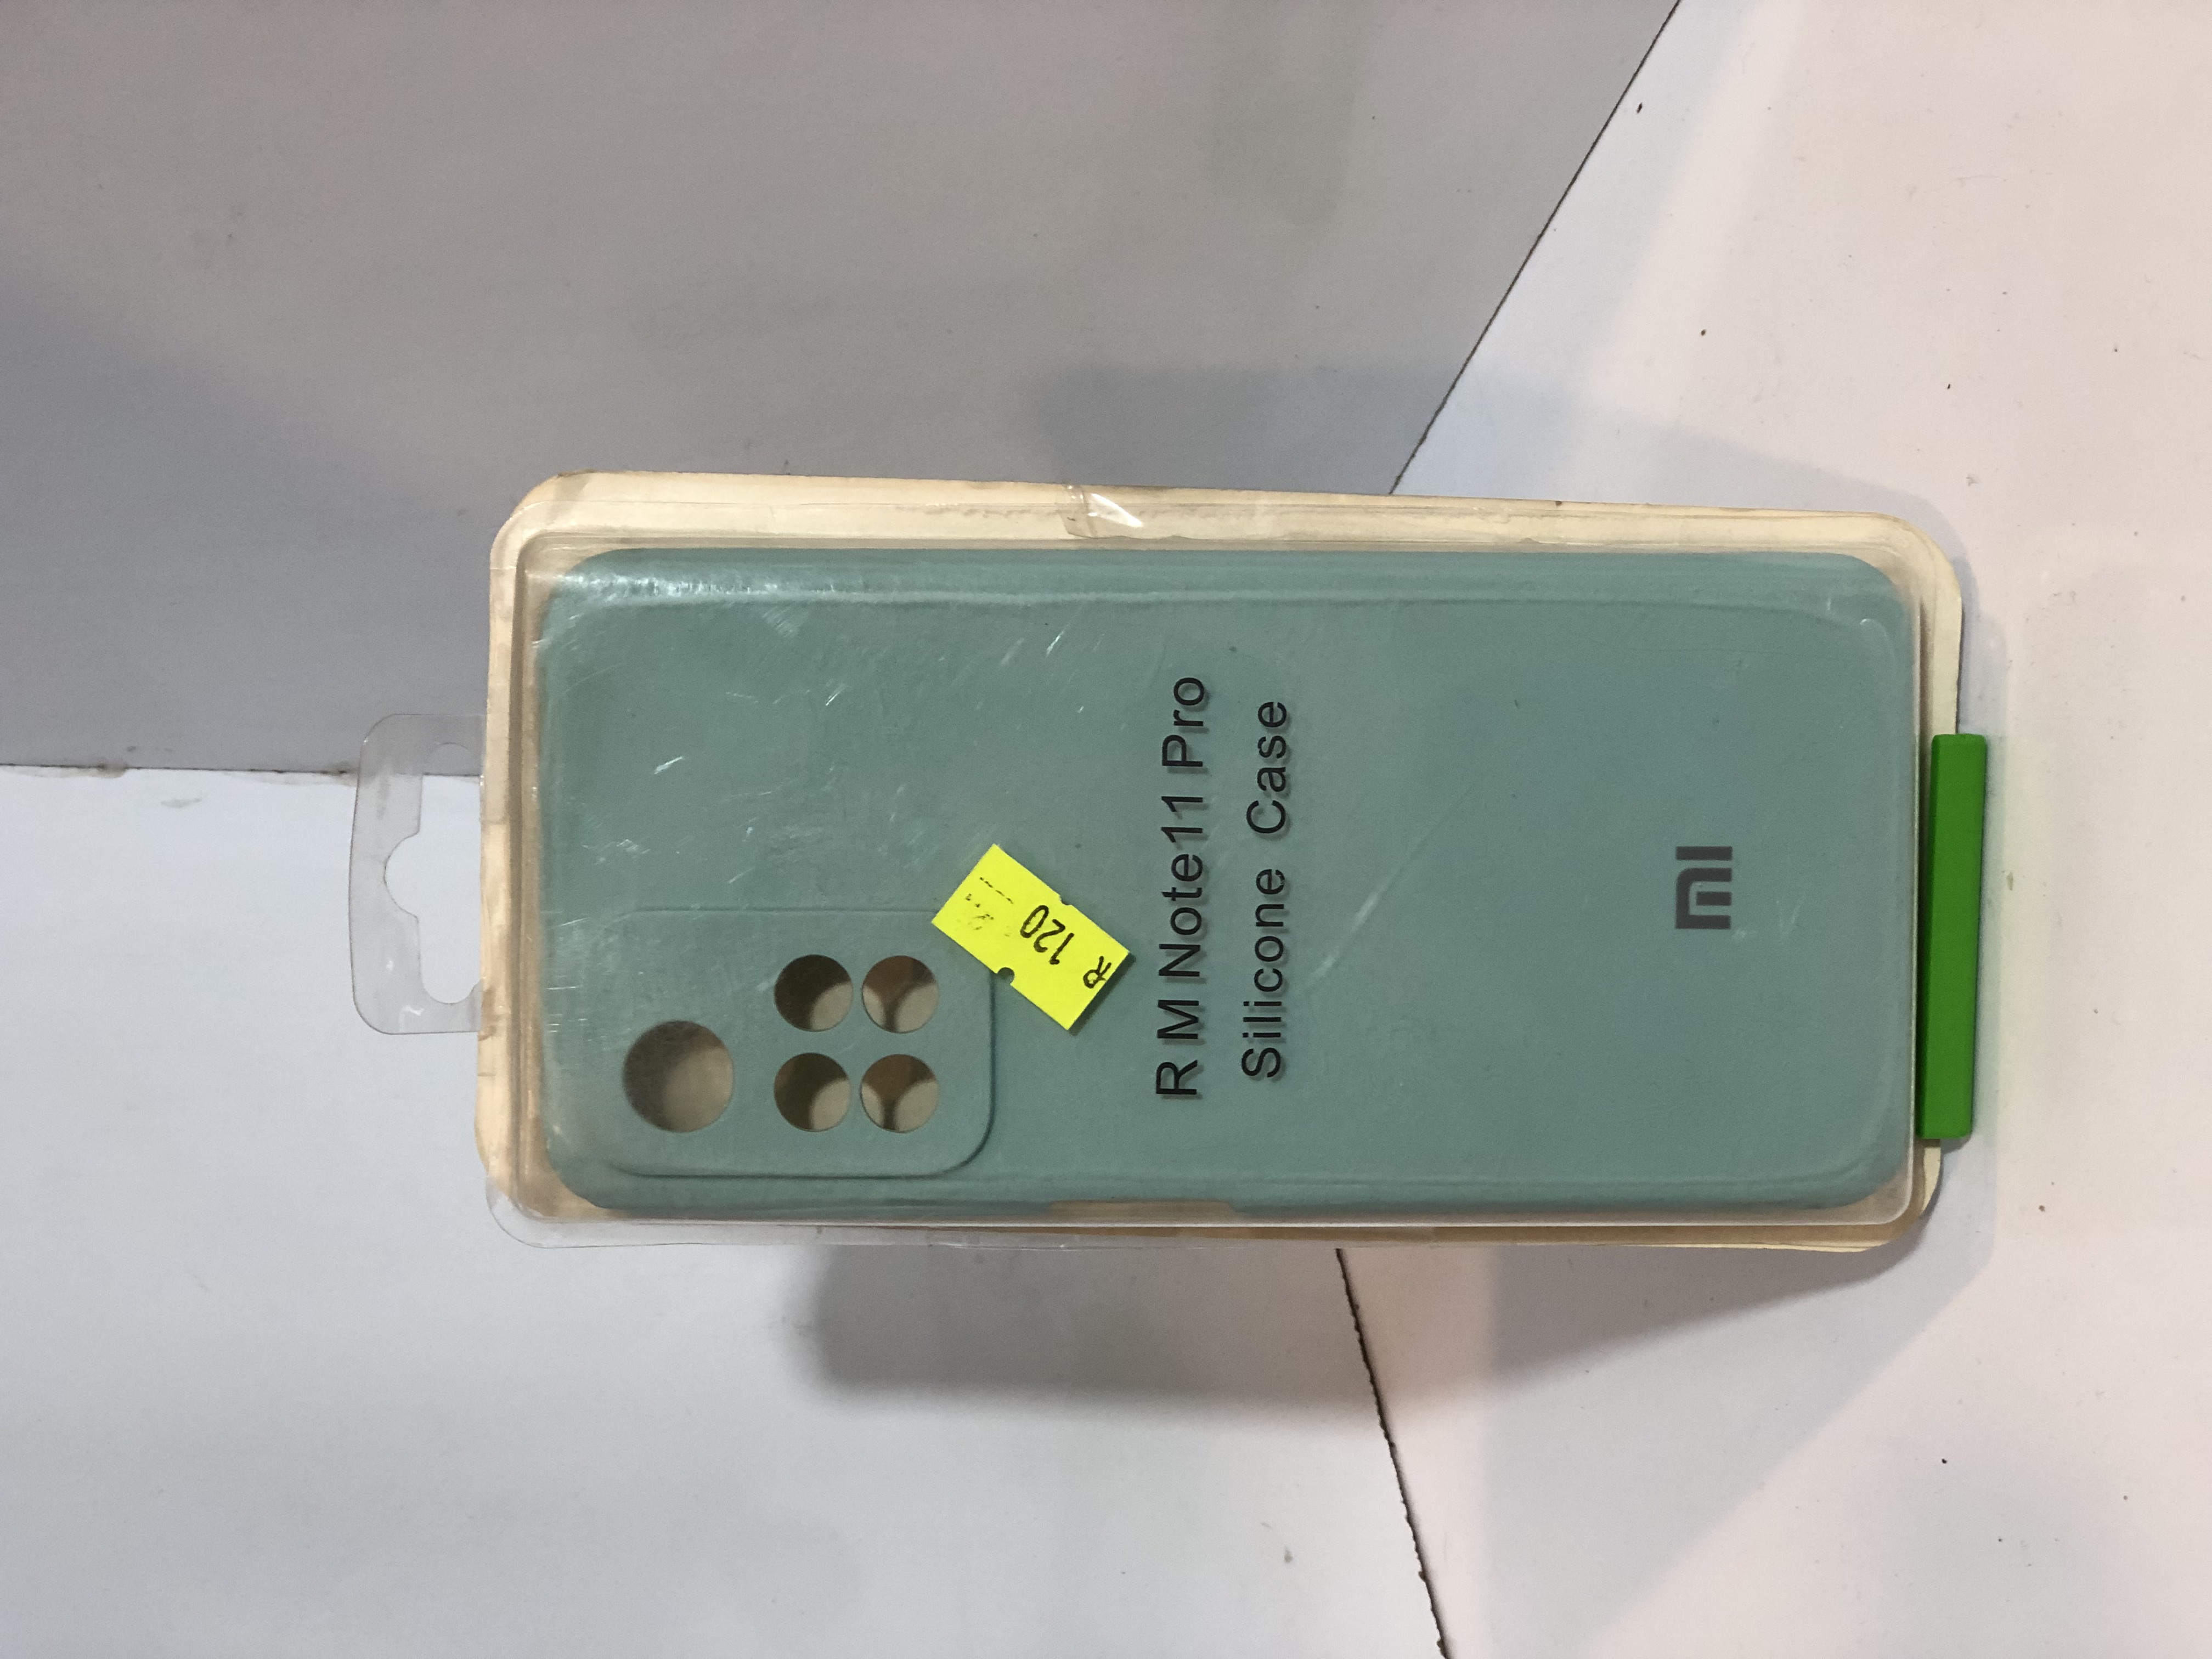 R M Note11 Pro
Silicone Case
R 120
mi